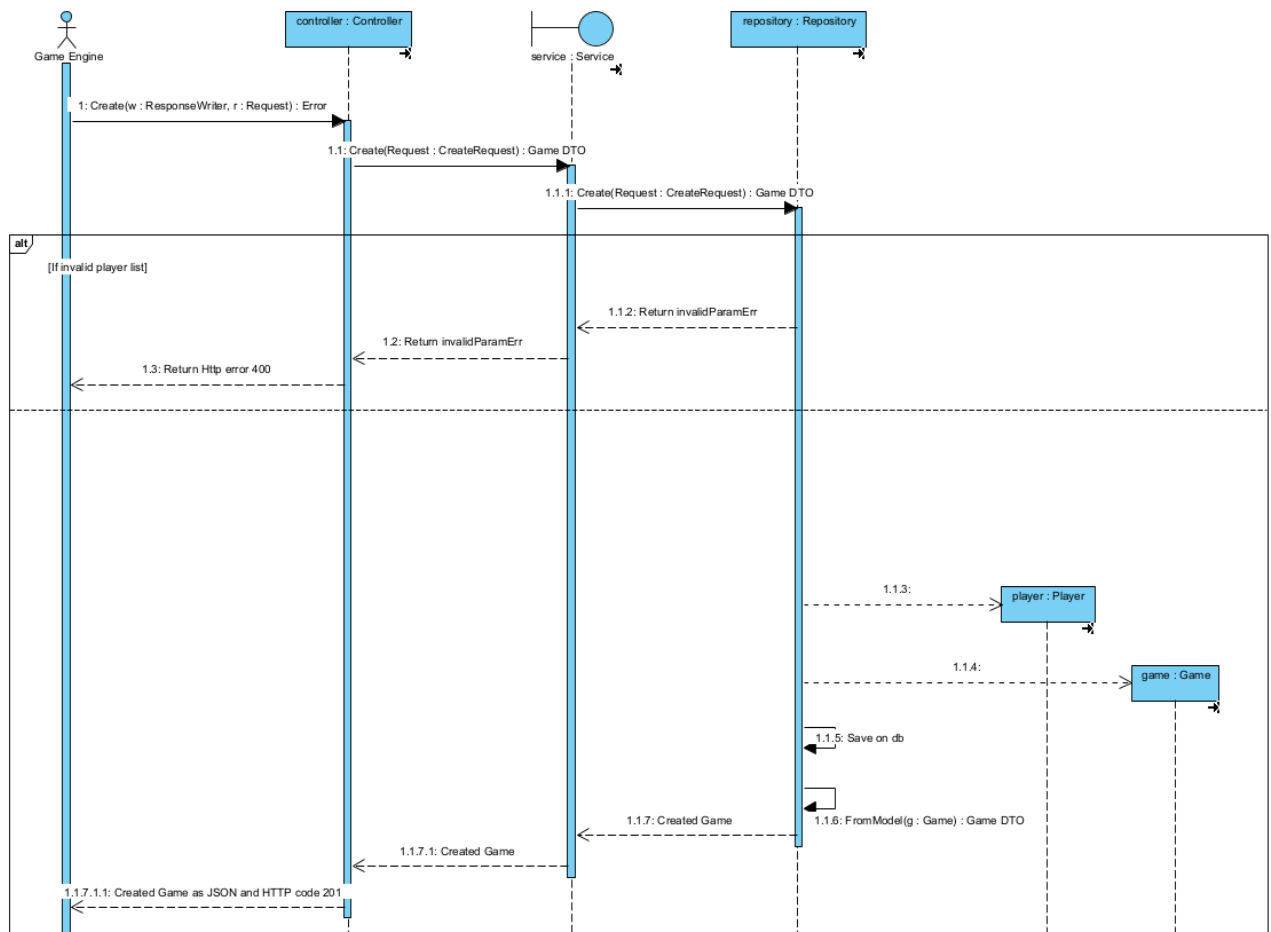 controller : Controller
repository : Repository
Game Engine
service : Service
1: Create(w : ResponseWriter, r : Request) : Error
1.1: Create(Request : CreateRequest) : Game DTO
1.1.1: Create(Request : CreateRequest) : Game DTO
alt
[If invalid player list]
1.1.2: Return invalidParamErr
1.2: Return invalidParamErr
1.3: Return Http error 400
1.1.3:
player : Player
1.1.4:
game : Game
1.1.5: Save on db
1.1.6: FromModel(g : Game) : Game DTO
1.1.7: Created Game
1.1.7.1: Created Game
1.1.7.1.1: Created Game as JSON and HTTP code 201